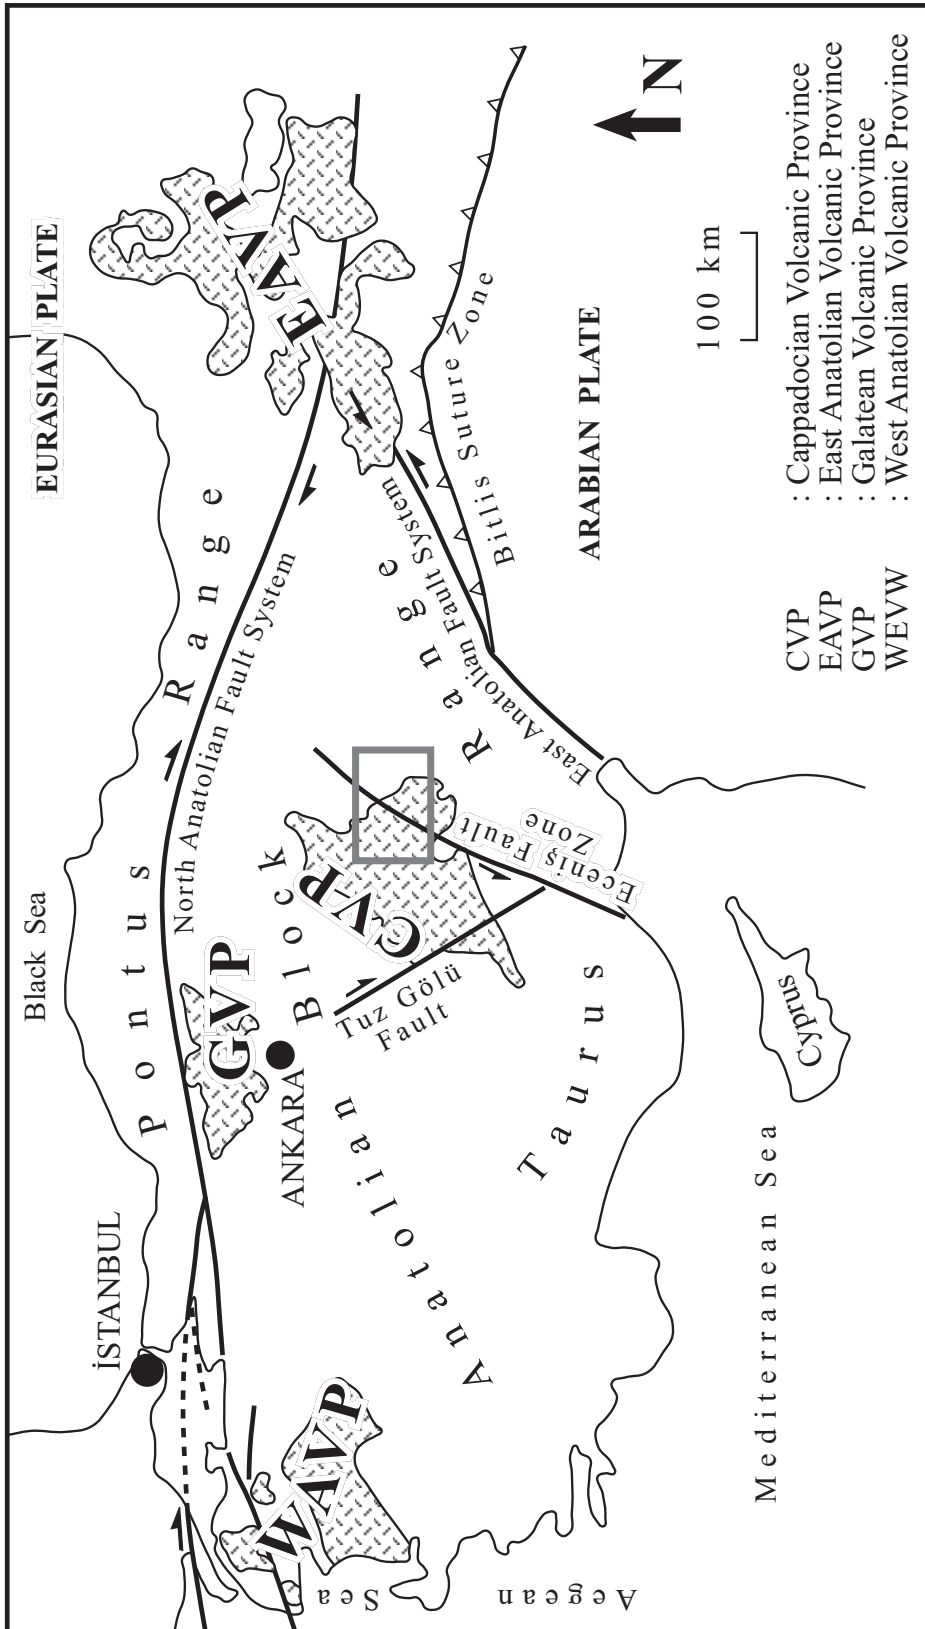 EURASIAN PLATE
Black Sea
İSTANBUL
Pontus Range
North Anatolian Fault System
EAVP
GVP
ANKARA
Anatolian Block
CVP
WAVP
Tuz Gölü
Fault
Eceniş Fault
Zone
East Anatolian Fault System
Bitlis Suture Zone
ARABIAN PLATE
Taurus Range
Aegean Sea
Mediterranean Sea
Cyprus
N
100 km
CVP : Cappadocian Volcanic Province
EAVP : East Anatolian Volcanic Province
GVP : Galatean Volcanic Province
WEVW : West Anatolian Volcanic Province